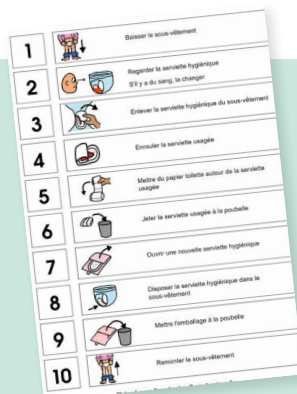 1 Baisser le sous-vêtement
2 Regarder la serviette hygiénique
S'il y a du sang, la changer
3 Enlever la serviette hygiénique du sous-vêtement
4 Enrouler la serviette usagée
5 Mettre du papier toilette autour de la serviette
usagée
6 Jeter la serviette usagée à la poubelle
7 Ouvrir une nouvelle serviette hygiénique
8 Disposer la serviette hygiénique dans le
sous-vêtement
9 Mettre l'emballage à la poubelle
10 Remonter le sous-vêtement